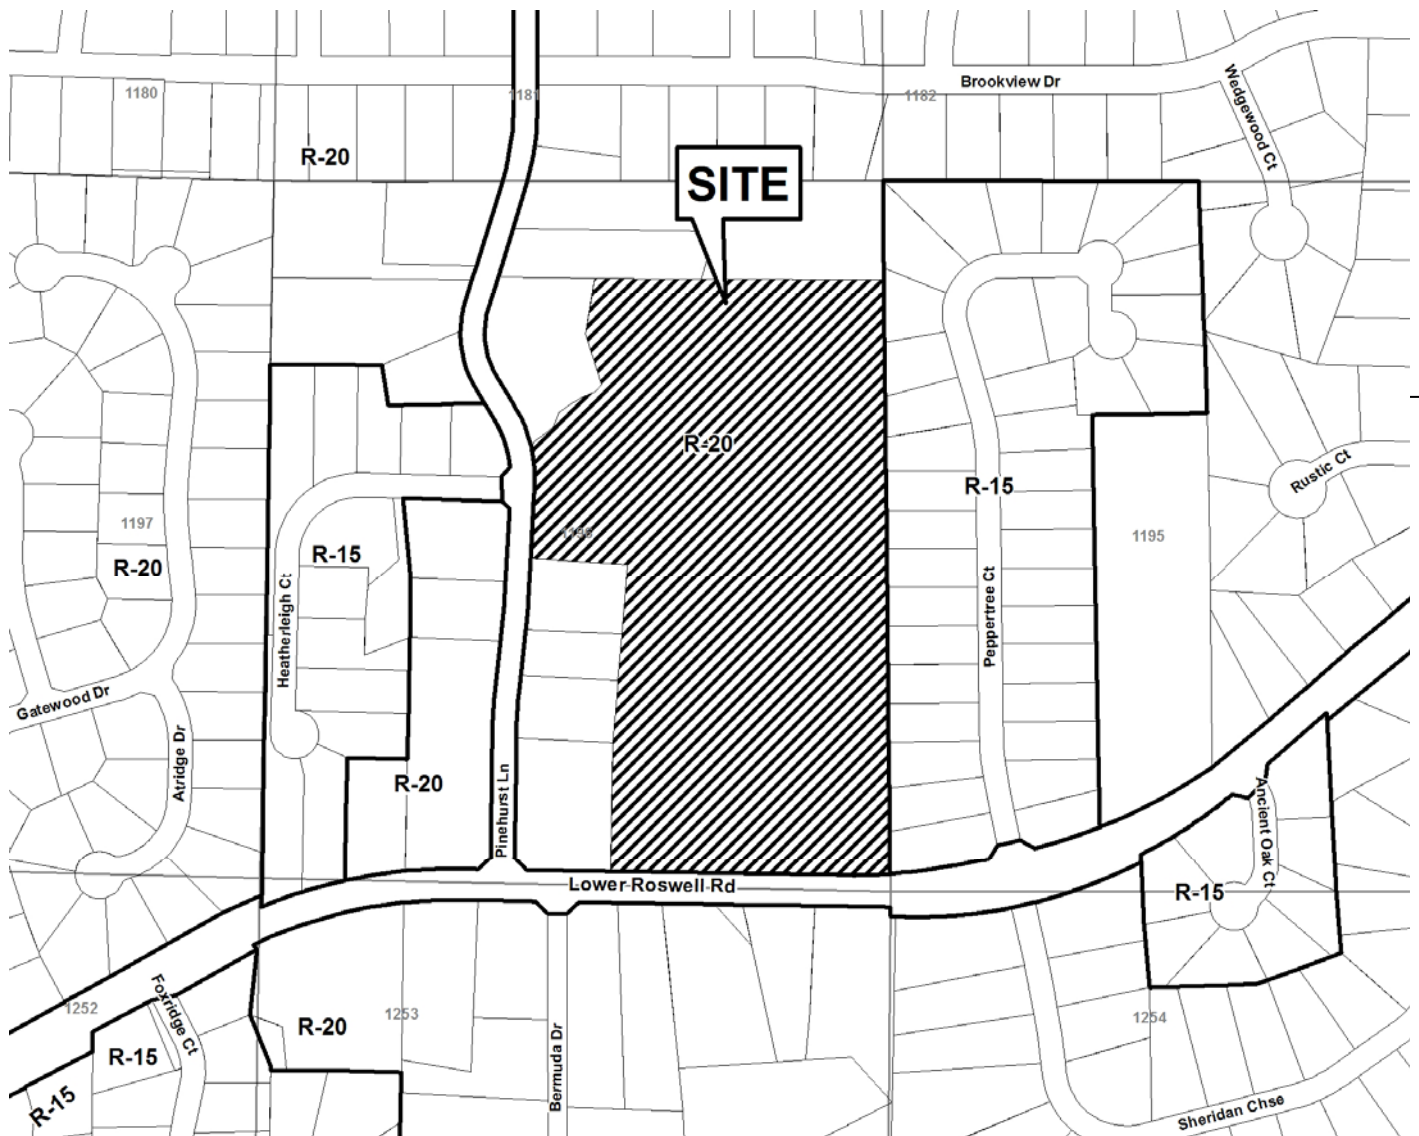 Brookview Dr
Wedgewood Ct
1180
1181
1182
R-20
SITE
R-20
Rustic Ct
R-15
1197
1195
R-15
R-20
Heatherleigh Ct
Peppertree Ct
Gatewood Dr
Atridge Dr
R-20
Pinehurst Ln
Ancient Oak Ct
Lower Roswell Rd
R-15
1252
Foxridge Ct
R-20
1253
1254
R-15
Bermuda Dr
R-15
Sheridan Chse